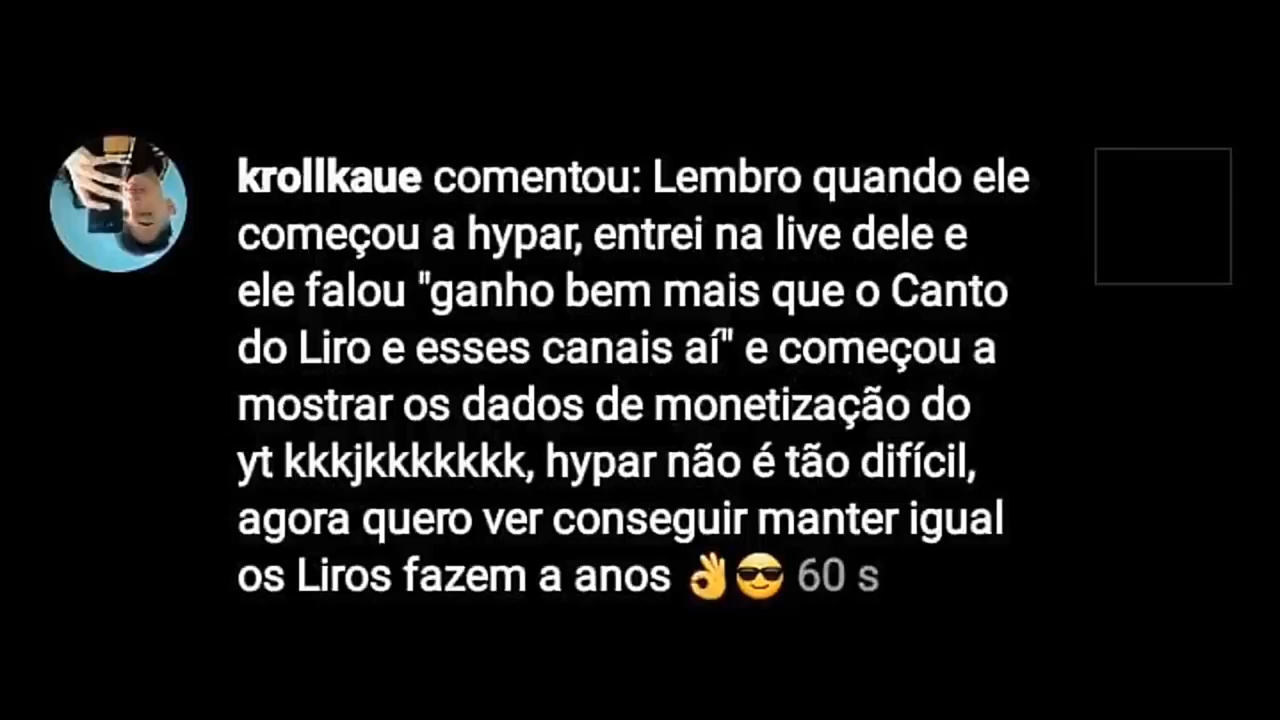 krollkaue comentou: Lembro quando ele
começou a hypar, entrei na live dele e
ele falou "ganho bem mais que o Canto
do Liro e esses canais aí" e começou a
mostrar os dados de monetização do
yt kkkjkkkkkkk, hypar não é tão difícil,
agora quero ver conseguir manter igual
os Liros fazem a anos 👌😎 60 s